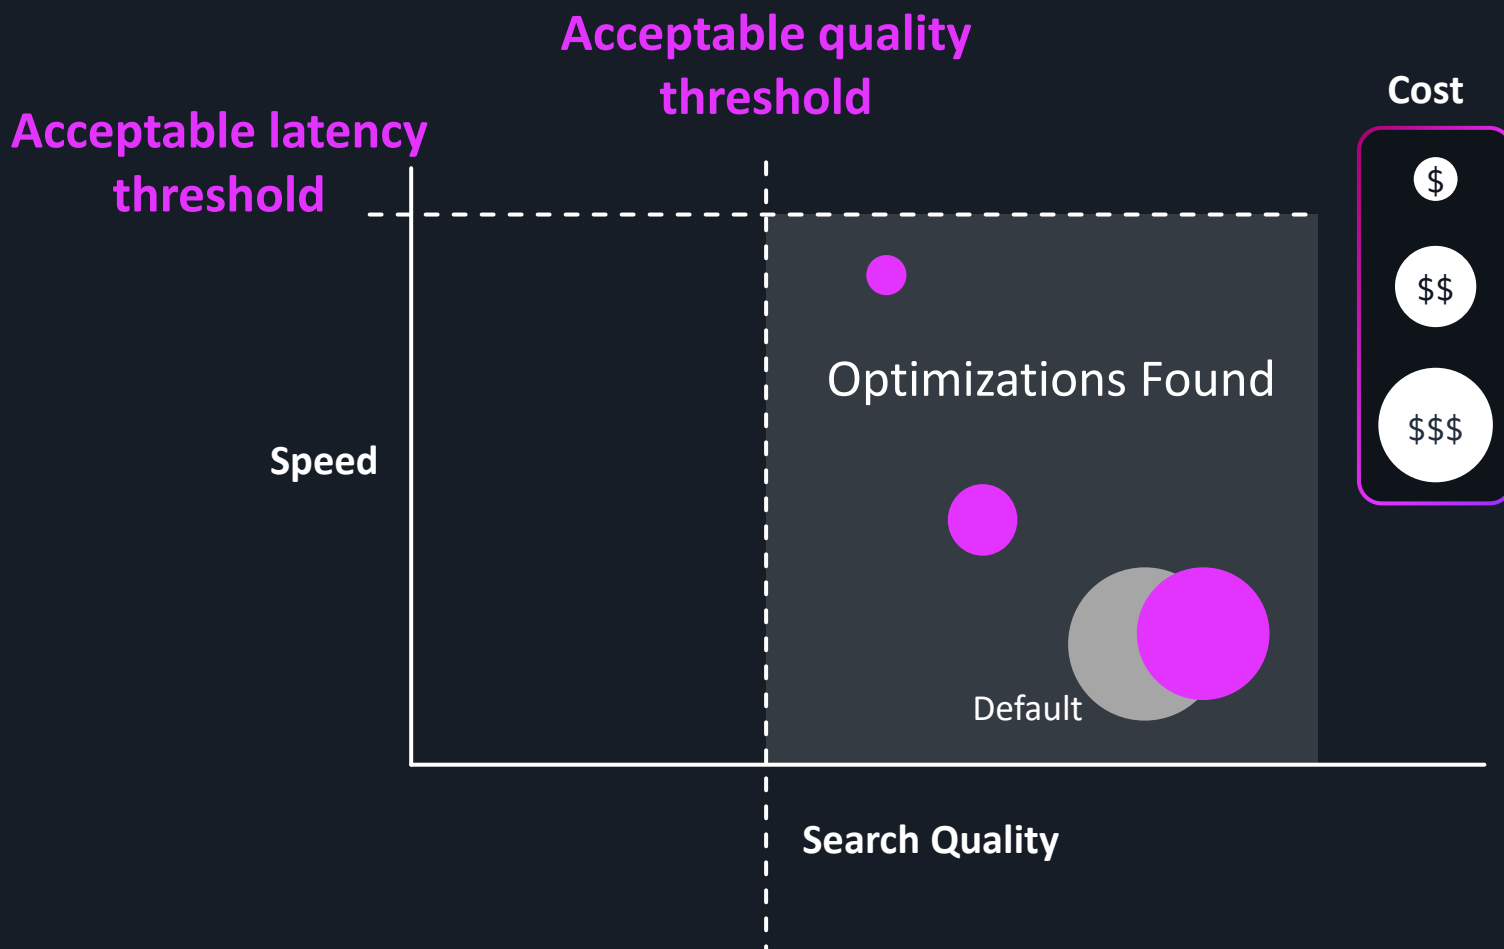 Acceptable quality
threshold
Acceptable latency
threshold
Cost
$
$$
$$$
Optimizations Found
Speed
Default
Search Quality